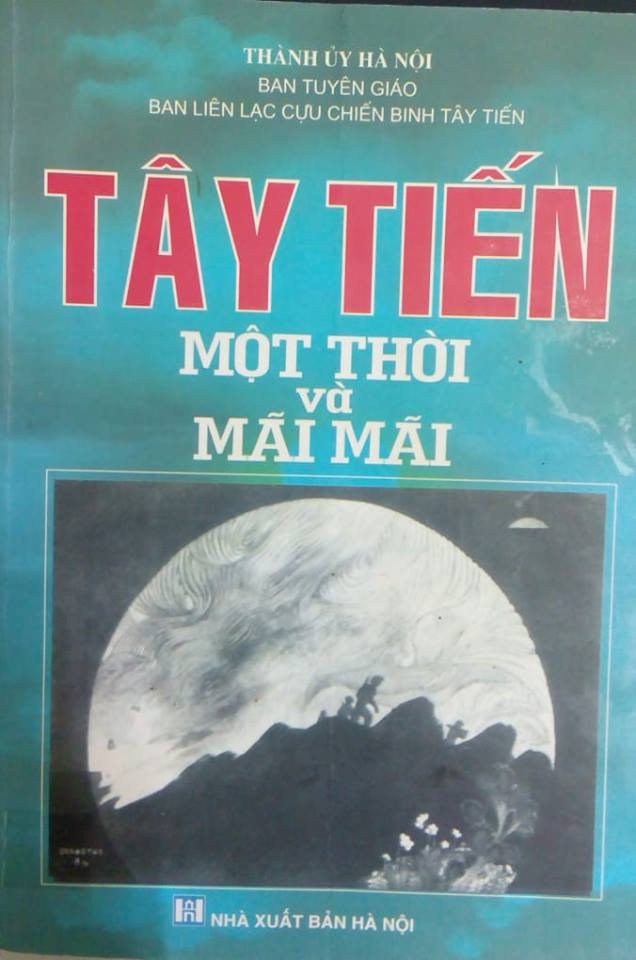 THÀNH ỦY HÀ NỘI
BAN TUYÊN GIÁO
BAN LIÊN LẠC CỰU CHIẾN BINH TÂY TIẾN
TÂY TIẾN
MỘT THỜI
và
MÃI MÃI
NHÀ XUẤT BẢN HÀ NỘI